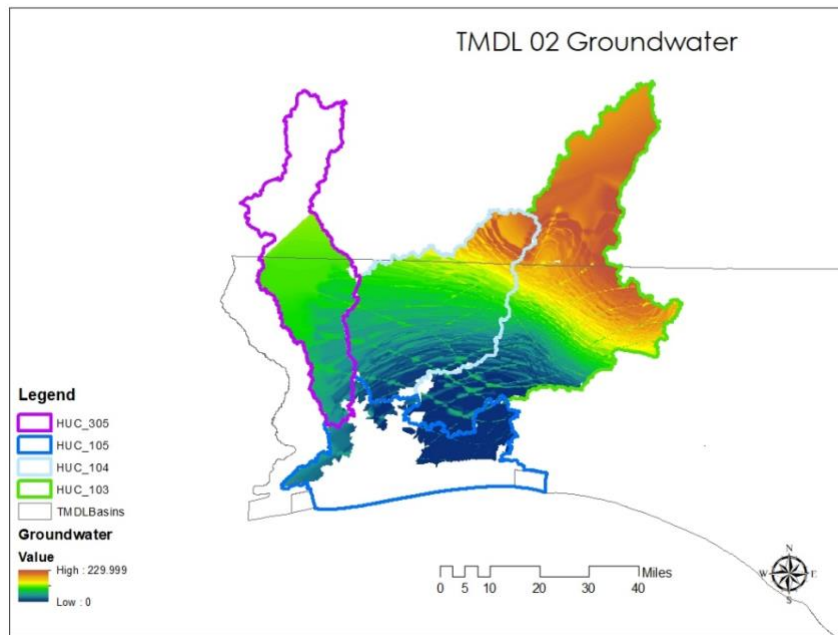 TMDL 02 Groundwater
Legend
HUC_305
HUC_105
HUC_104
HUC_103
TMDLBasins
Groundwater
Value
High : 229.999
Low : 0
Miles
0 5 10 20 30 40
N
W E
S